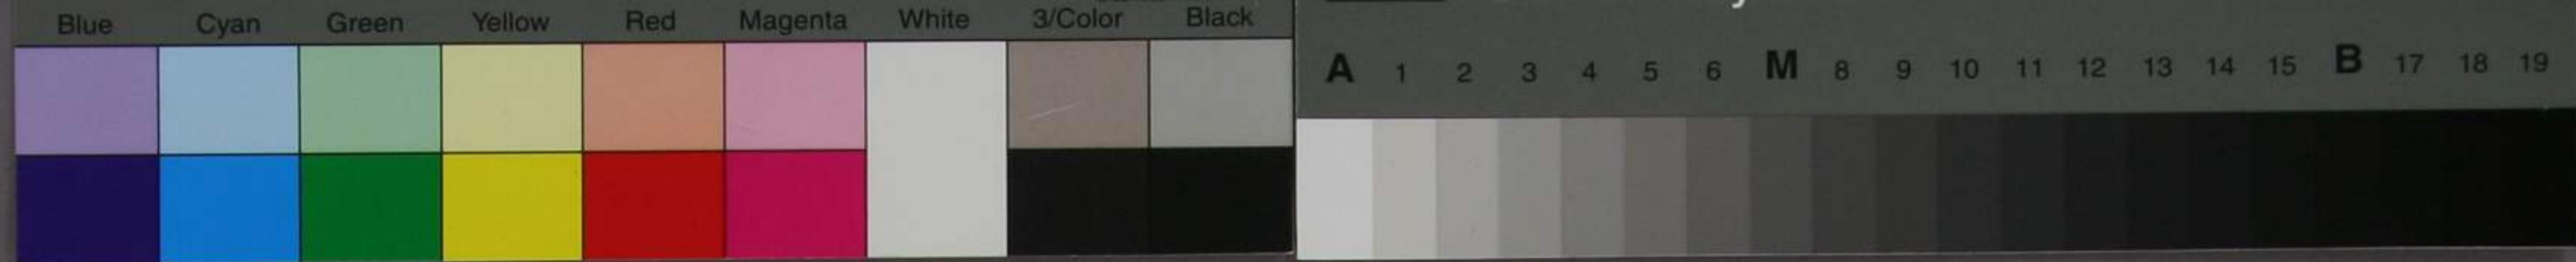 Blue Cyan Green Yellow Red Magenta White 3/Color Black
A 1 2 3 4 5 6 M 8 9 10 11 12 13 14 15 B 17 18 19